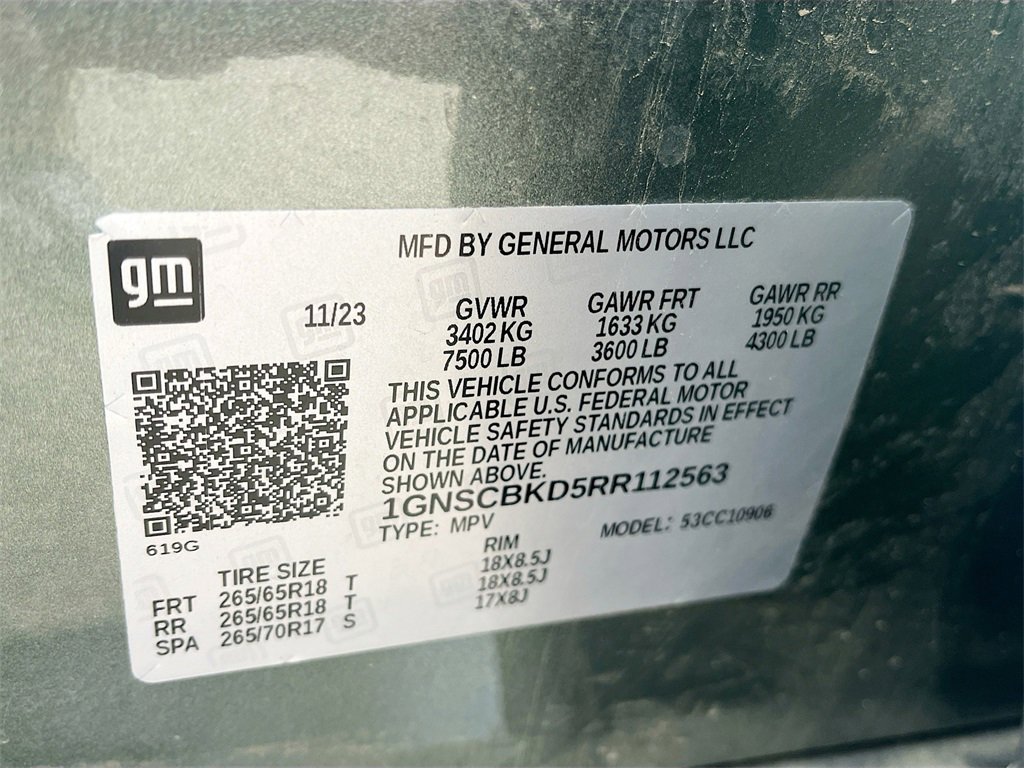 gm
MFD BY GENERAL MOTORS LLC
11/23
GVWR GAWR FRT GAWR RR
3402 KG 1633 KG 1950 KG
7500 LB 3600 LB 4300 LB
THIS VEHICLE CONFORMS TO ALL
APPLICABLE U.S. FEDERAL MOTOR
VEHICLE SAFETY STANDARDS IN EFFECT
ON THE DATE OF MANUFACTURE
SHOWN ABOVE.
1GNSCBKD5RR112563
TYPE: MPV MODEL: 53CC10906
619G
TIRE SIZE RIM
FRT 265/65R18 T 18X8.5J
RR 265/65R18 T 18X8.5J
SPA 265/70R17 S 17X8J